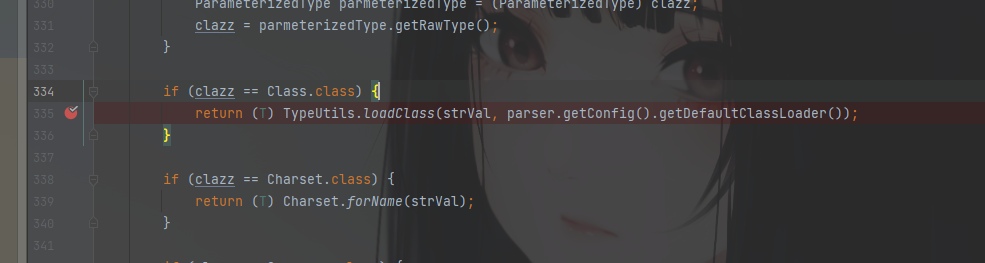 330 ParameterizedType parmeterizedType = (ParameterizedType) clazz;
331 clazz = parmeterizedType.getRawType();
332 }
333
334 if (clazz == Class.class) {
335 return (T) TypeUtils.loadClass(strVal, parser.getConfig().getDefaultClassLoader());
336 }
337
338 if (clazz == Charset.class) {
339 return (T) Charset.forName(strVal);
340 }
341